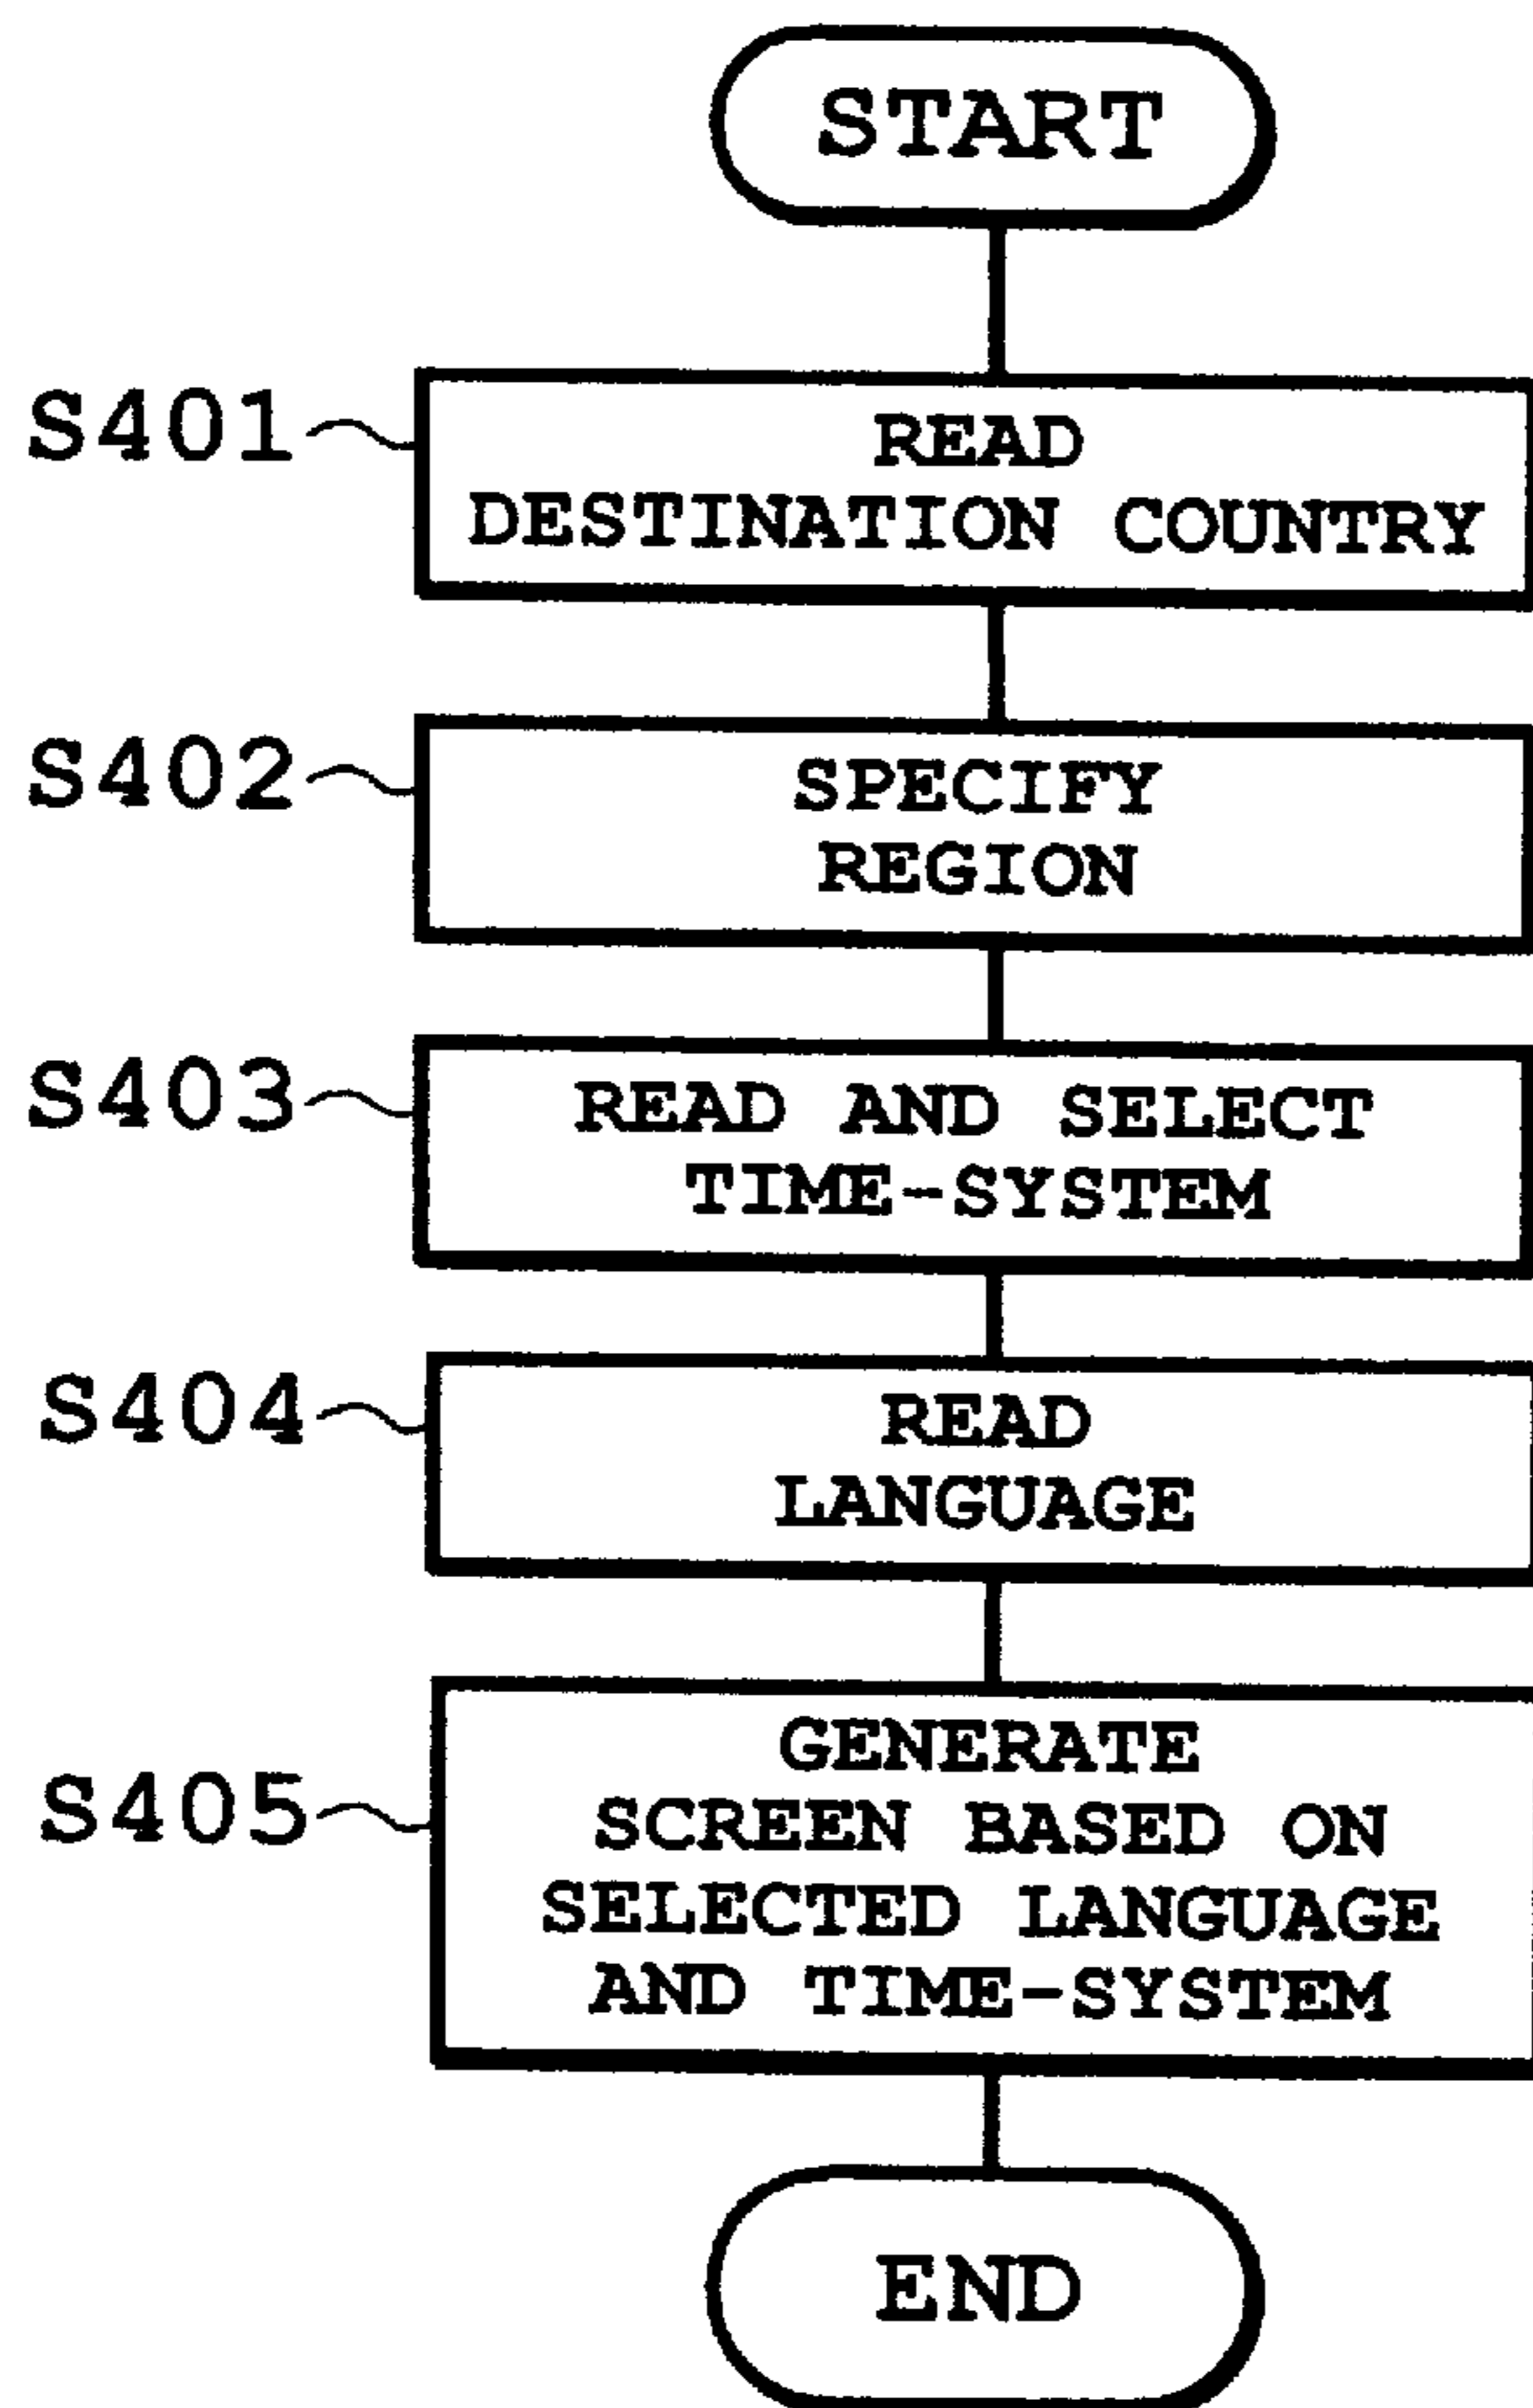 START
S401
READ
DESTINATION COUNTRY
S402
SPECIFY
REGION
S403
READ AND SELECT
TIME-SYSTEM
S404
READ
LANGUAGE
S405
GENERATE
SCREEN BASED ON
SELECTED LANGUAGE
AND TIME-SYSTEM
END